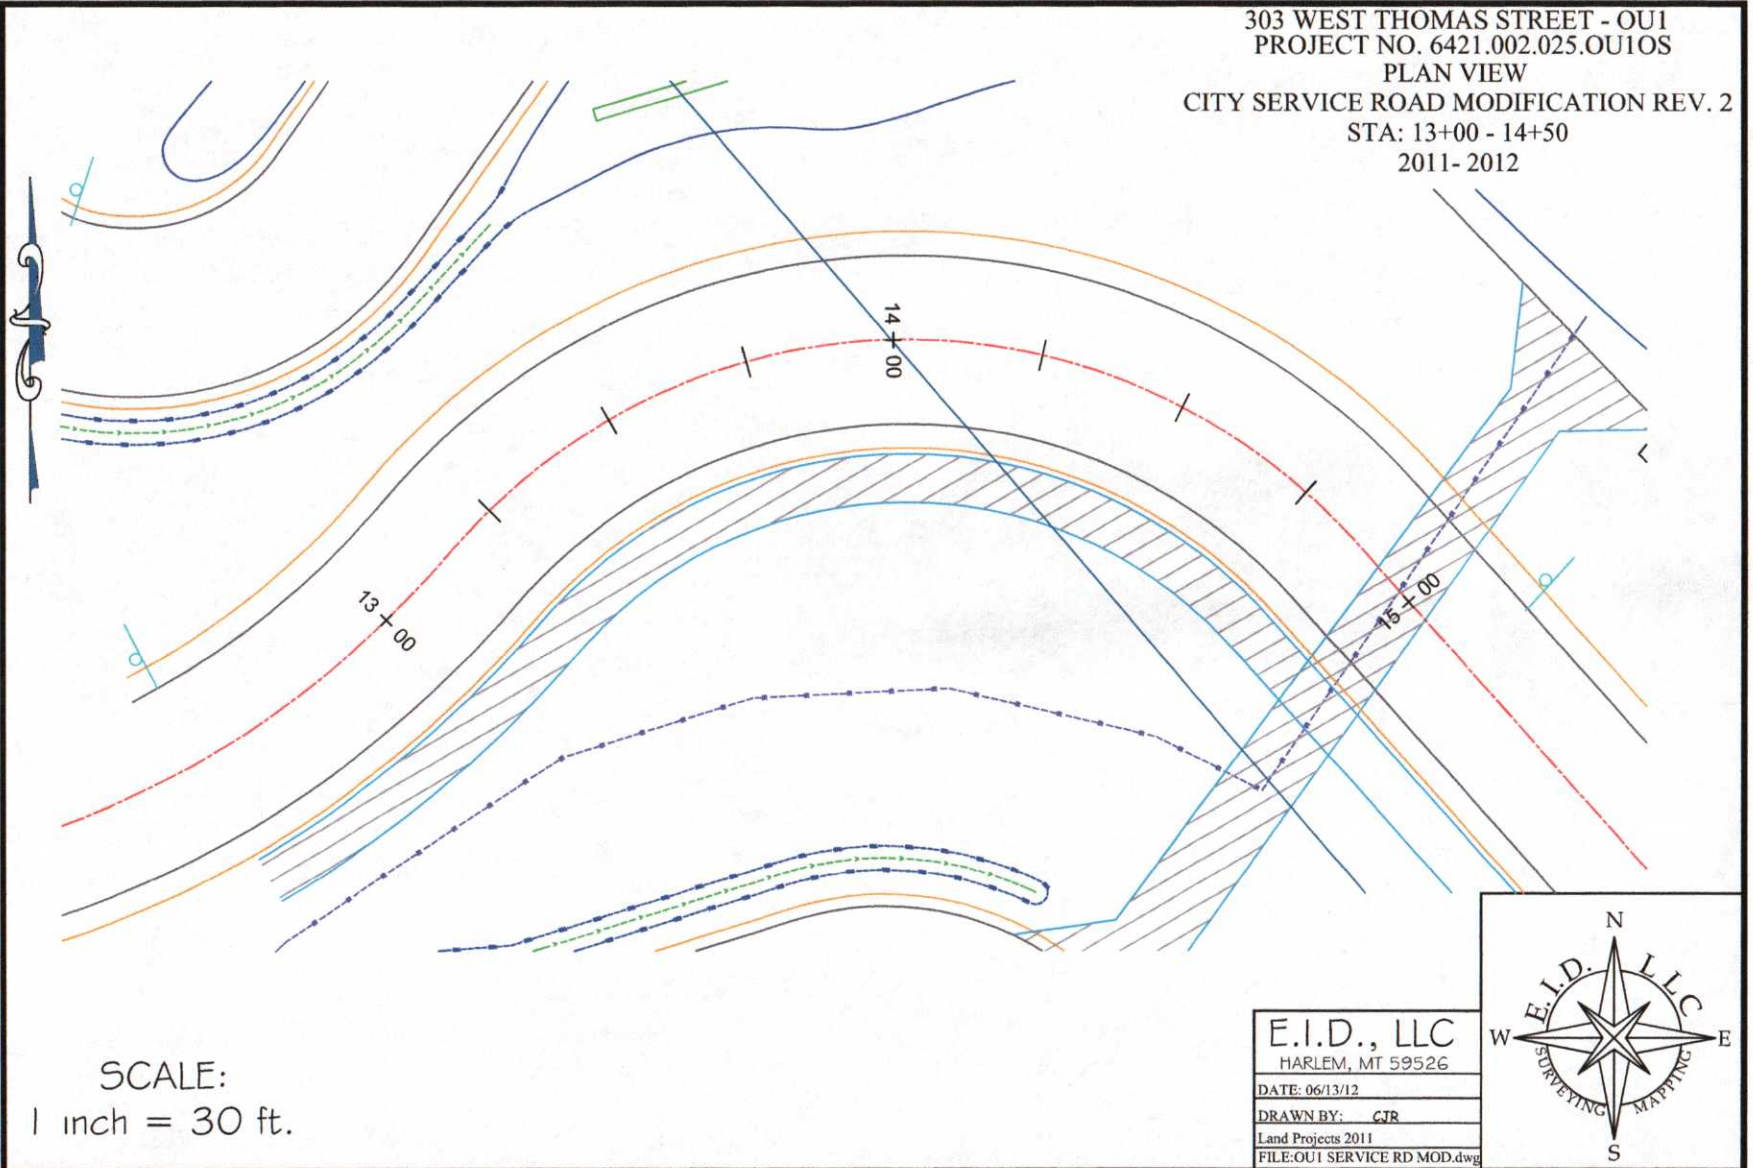 303 WEST THOMAS STREET - OU1
PROJECT NO. 6421.002.025.OU1OS
PLAN VIEW
CITY SERVICE ROAD MODIFICATION REV. 2
STA: 13+00 - 14+50
2011- 2012
14+00
13+00
15+00
SCALE:
1 inch = 30 ft.
E.I.D., LLC
HARLEM, MT 59526
DATE: 06/13/12
DRAWN BY: CJR
Land Projects 2011
FILE:OU1 SERVICE RD MOD.dwg
N
E.I.D. LLC
W
E
SURVEYING MAPPING
S